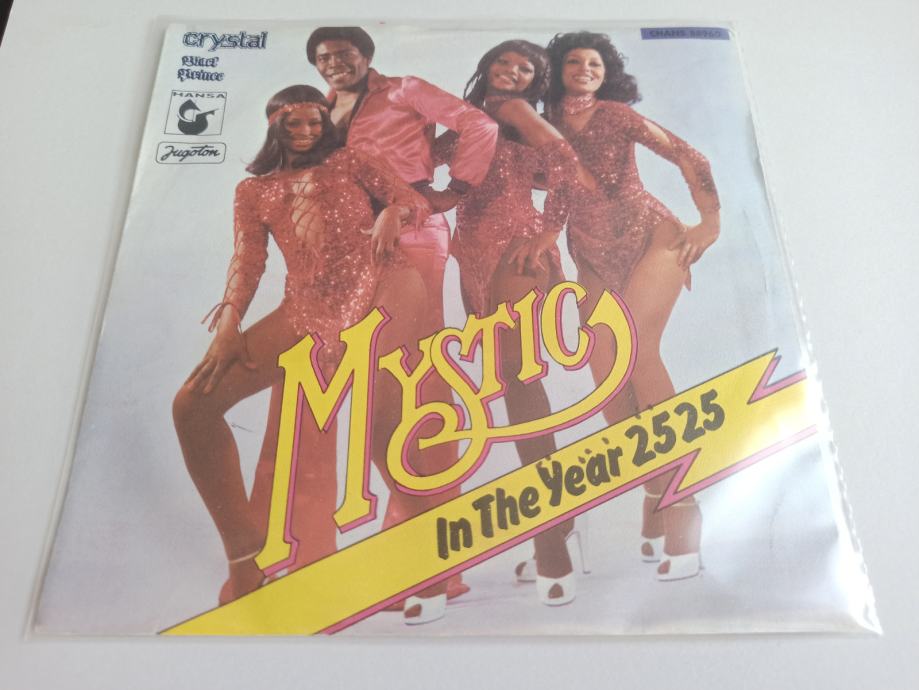 crystal
Black
Prince
HANSA
Jugoton
MYSTIC
In The Year 2525